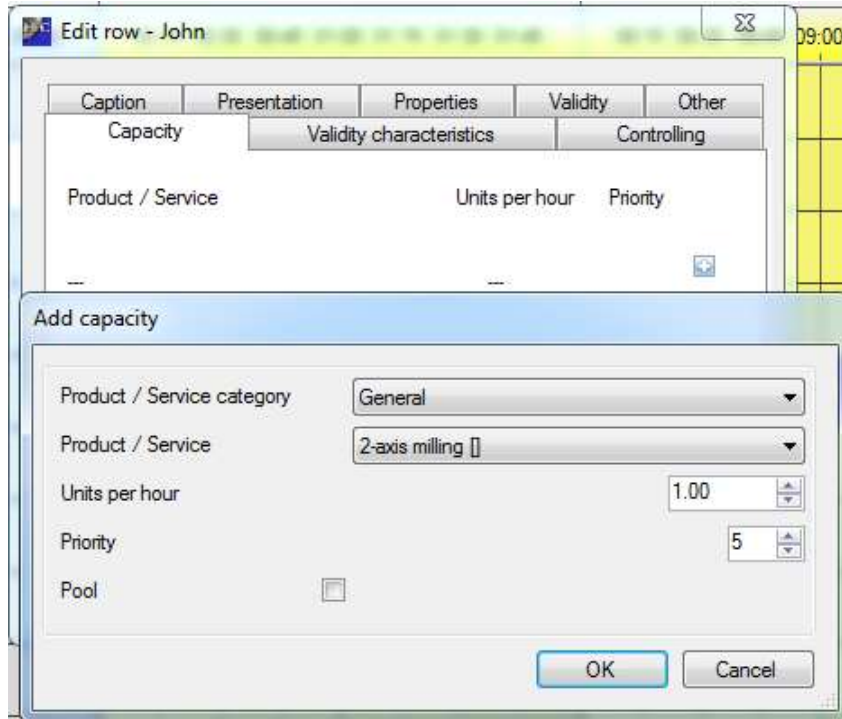 Edit row - John
09:00
Caption Presentation Properties Validity Other
Capacity Validity characteristics Controlling
Product / Service Units per hour Priority
--- ---
Add capacity
Product / Service category General
Product / Service 2-axis milling []
Units per hour 1.00
Priority 5
Pool
OK Cancel